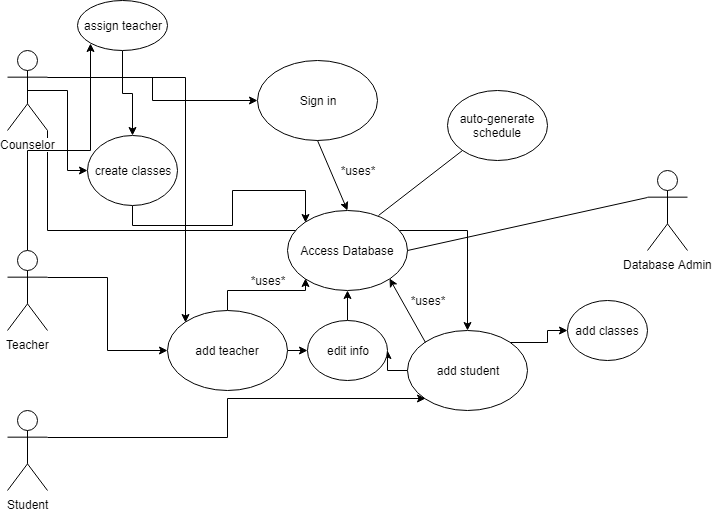 assign teacher
Sign in
auto-generate
schedule
Counselor
create classes
*uses*
Access Database
Database Admin
*uses*
*uses*
add classes
Teacher
add teacher
edit info
add student
Student